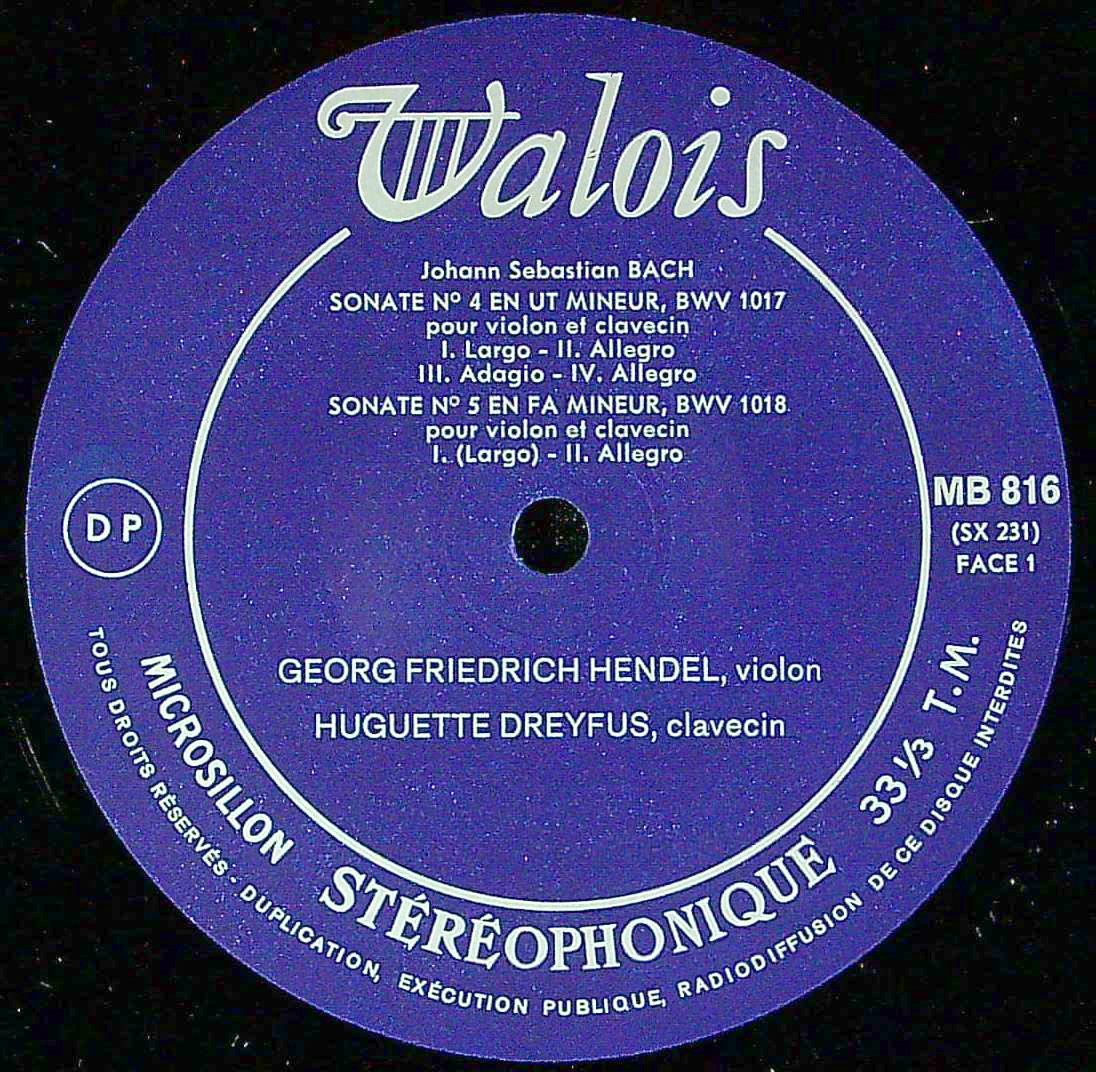 Valois
Johann Sebastian BACH
SONATE Nº 4 EN UT MINEUR, BWV 1017
pour violon et clavecin
I. Largo - II. Allegro
III. Adagio - IV. Allegro
SONATE Nº 5 EN FA MINEUR, BWV 1018
pour violon et clavecin
I. (Largo) - II. Allegro
D P
MB 816
(SX 231)
FACE 1
GEORG FRIEDRICH HENDEL, violon
HUGUETTE DREYFUS, clavecin
MICROSILLON STÉRÉOPHONIQUE 33 1/3 T.M.
TOUS DROITS RÉSERVÉS - DUPLICATION, EXÉCUTION PUBLIQUE, RADIODIFFUSION DE CE DISQUE INTERDITES